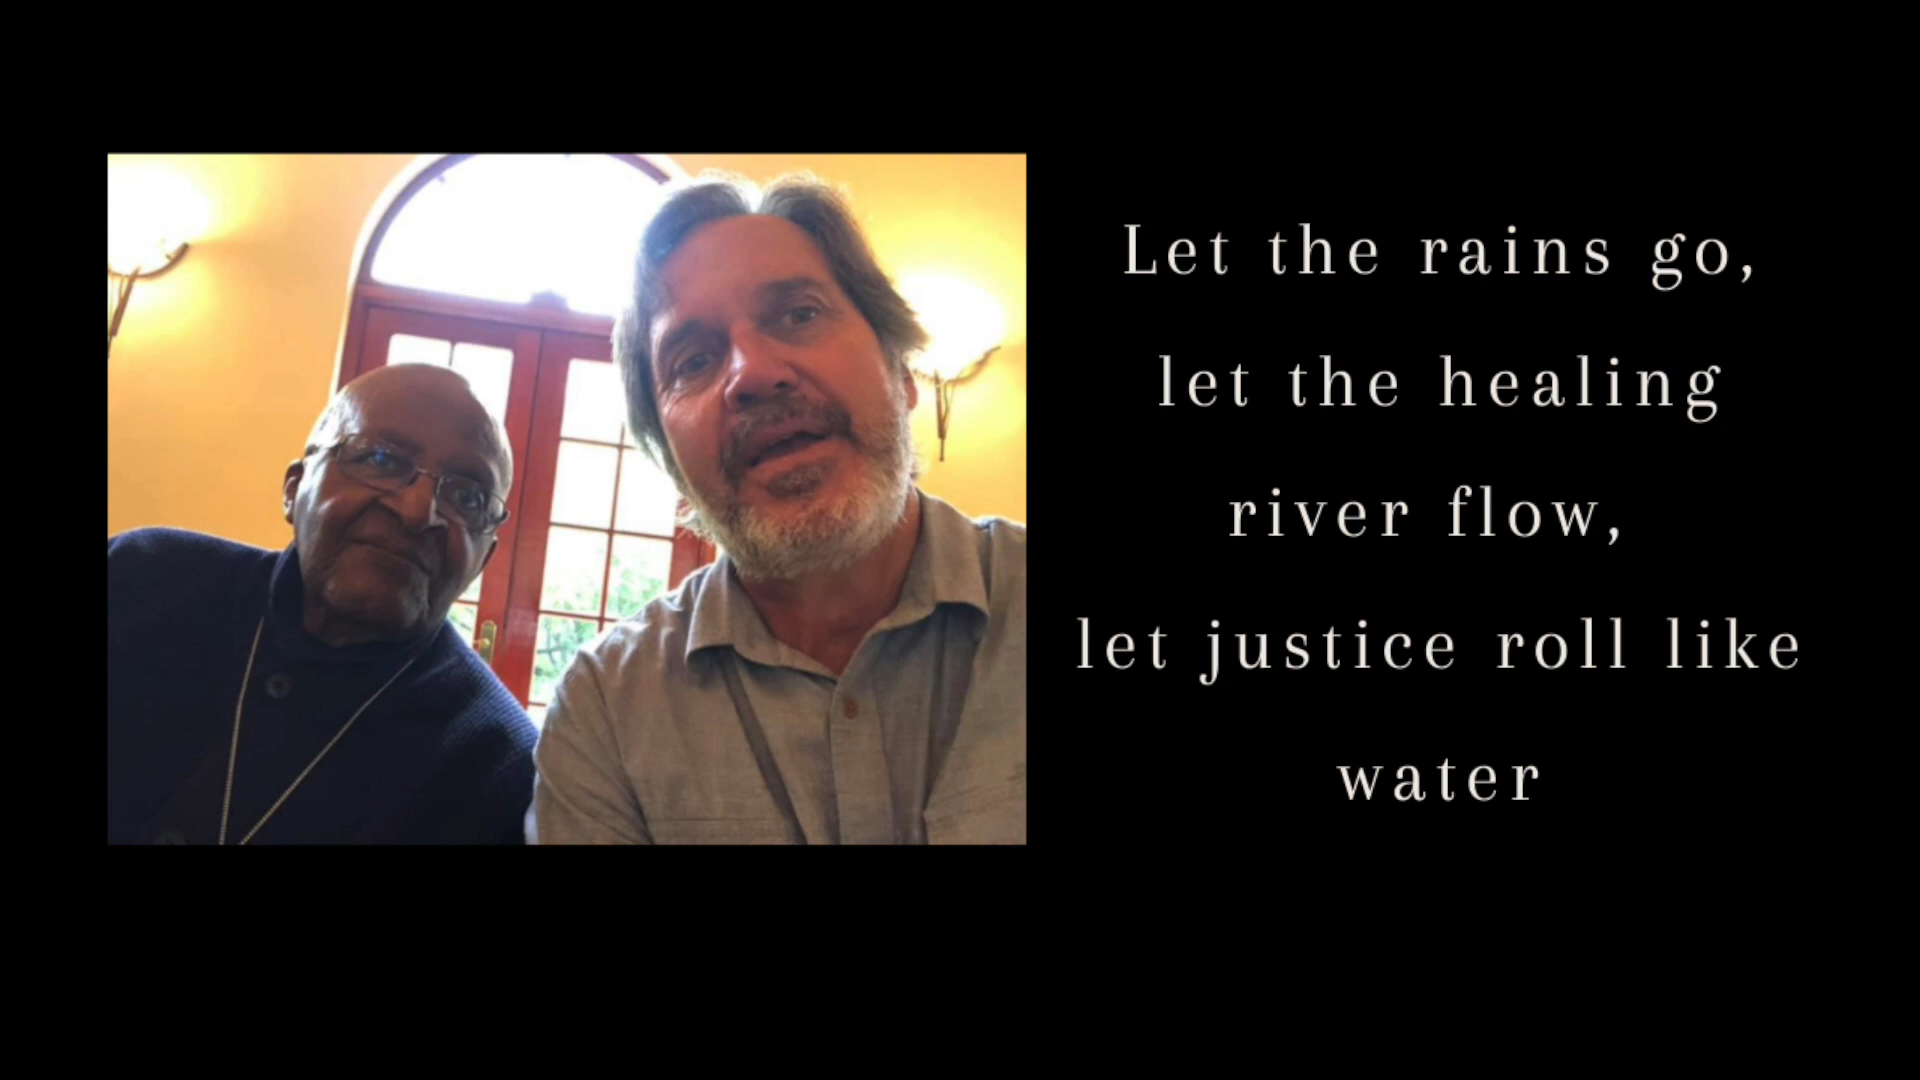 Let the rains go,
let the healing
river flow,
let justice roll like
water